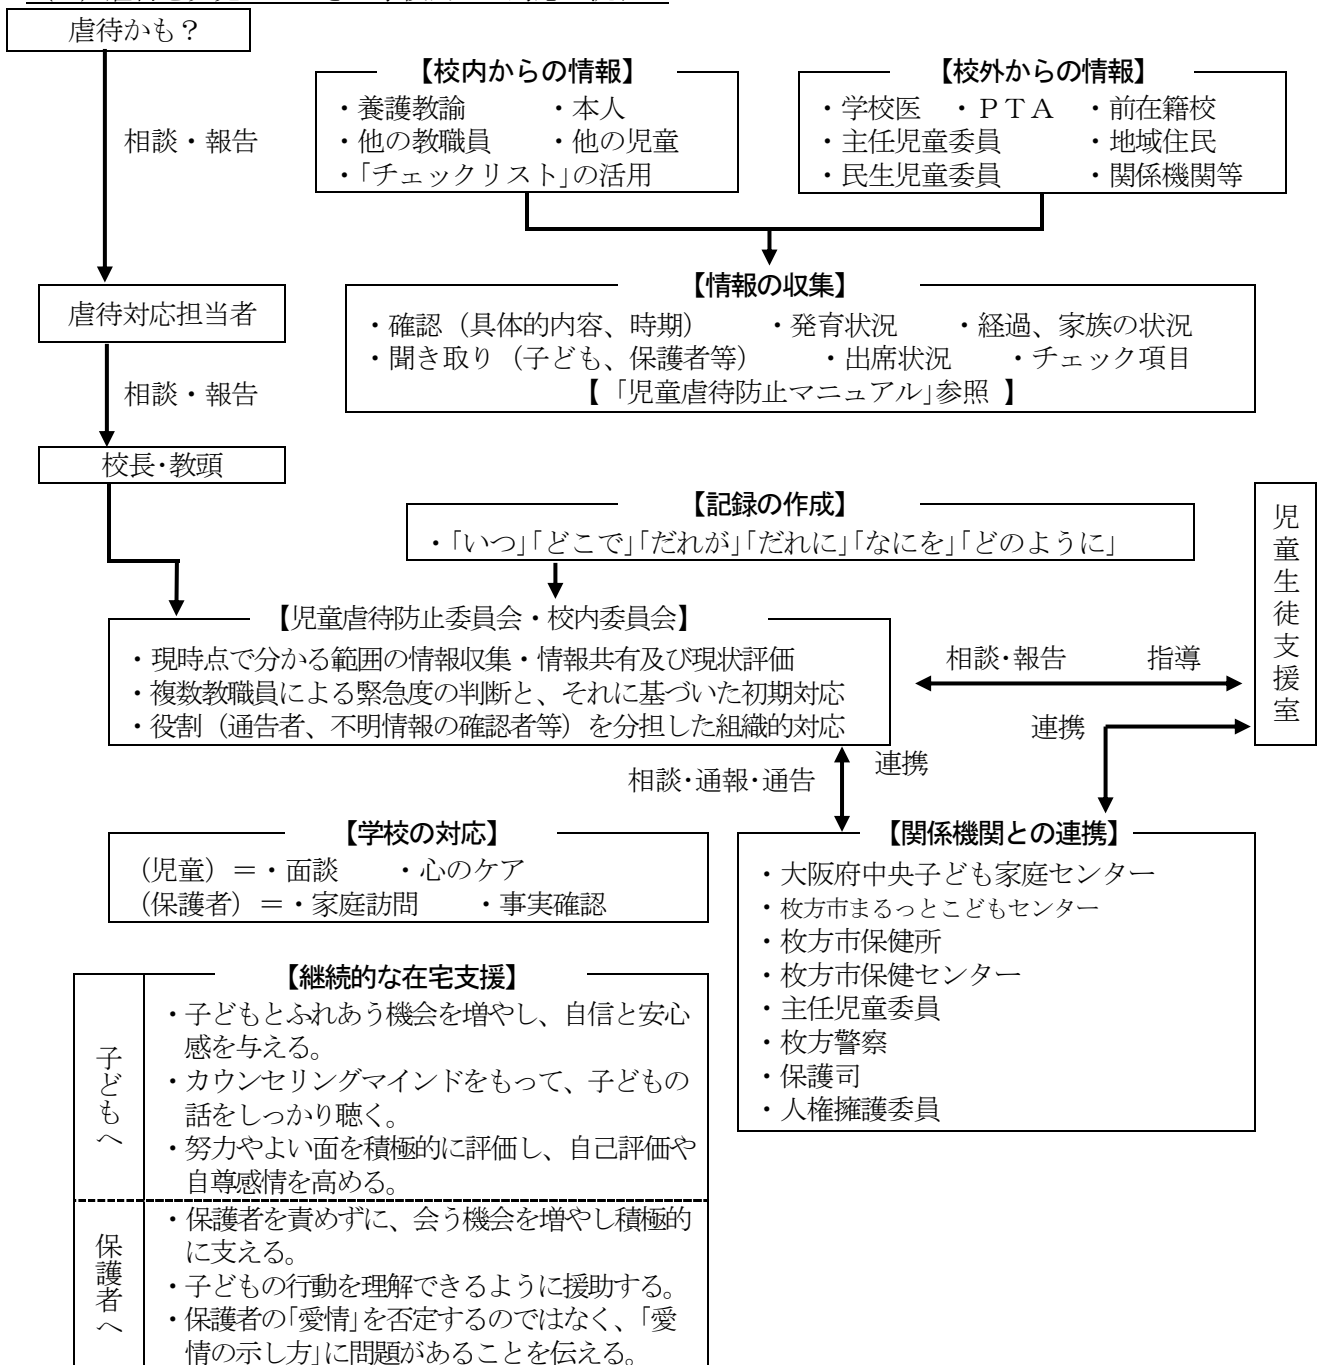 虐待かも？
相談・報告
虐待対応担当者
相談・報告
校長･教頭
【校内からの情報】
・養護教諭　　　・本人
・他の教職員　　・他の児童
・｢チェックリスト｣の活用
【校外からの情報】
・学校医　・ＰＴＡ　・前在籍校
・主任児童委員　　　・地域住民
・民生児童委員　　　・関係機関等
【情報の収集】
・確認（具体的内容、時期）　　・発育状況　　・経過、家族の状況
・聞き取り（子ども、保護者等）　　・出席状況　　・チェック項目
【｢児童虐待防止マニュアル｣参照 】
【記録の作成】
・｢いつ｣｢どこで｣｢だれが｣｢だれに｣｢なにを｣｢どのように｣
【児童虐待防止委員会・校内委員会】
・現時点で分かる範囲の情報収集・情報共有及び現状評価
・複数教職員による緊急度の判断と、それに基づいた初期対応
・役割（通告者、不明情報の確認者等）を分担した組織的対応
相談･報告　　指導
児童生徒支援室
連携
相談･通報･通告
連携
【学校の対応】
（児童）＝・面談　　・心のケア
（保護者）＝・家庭訪問　　・事実確認
【関係機関との連携】
・大阪府中央子ども家庭センター
・枚方市まるっとこどもセンター
・枚方市保健所
・枚方市保健センター
・主任児童委員
・枚方警察
・保護司
・人権擁護委員
【継続的な在宅支援】
子どもへ
・子どもとふれあう機会を増やし、自信と安心
感を与える。
・カウンセリングマインドをもって、子どもの
話をしっかり聴く。
・努力やよい面を積極的に評価し、自己評価や
自尊感情を高める。
保護者へ
・保護者を責めずに、会う機会を増やし積極的
に支える。
・子どもの行動を理解できるように援助する。
・保護者の｢愛情｣を否定するのではなく、｢愛
情の示し方｣に問題があることを伝える。